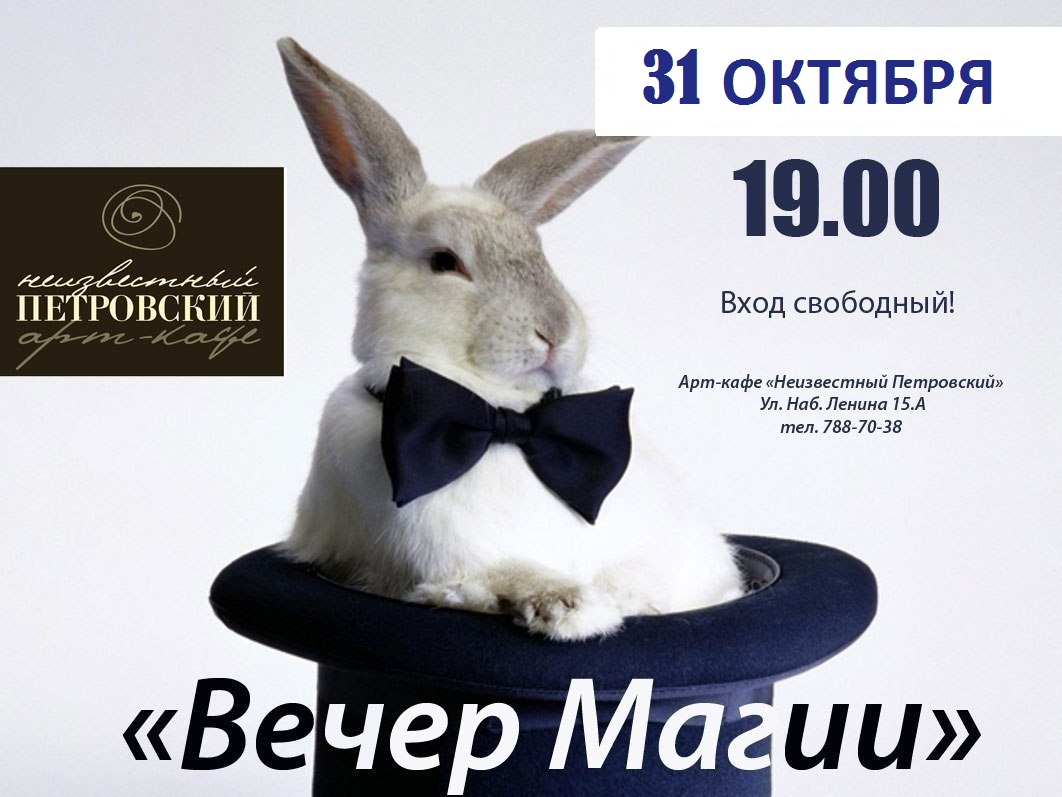 31 ОКТЯБРЯ
19.00
Вход свободный!
неизвестный
ПЕТРОВСКИЙ
арт-кафе
Арт-кафе «Неизвестный Петровский»
Ул. Наб. Ленина 15.А
тел. 788-70-38
«Вечер Магии»